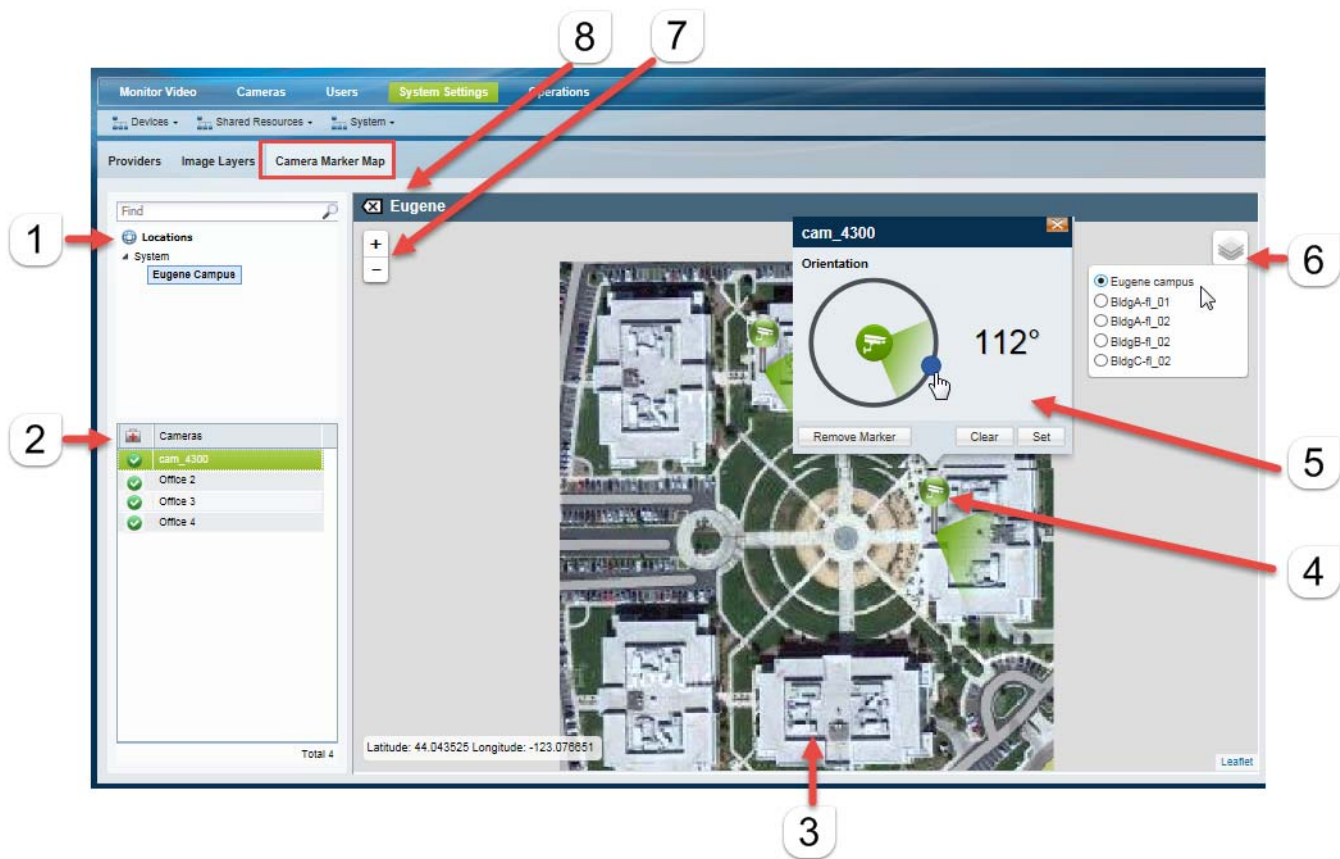 8
7
Monitor Video Cameras Users System Settings Operations
Devices Shared Resources System
Providers Image Layers Camera Marker Map
Find
Eugene
1
Locations
System
Eugene Campus
+
−
cam_4300
Orientation
112°
Remove Marker Clear Set
6
Eugene campus
BldgA-fl_01
BldgA-fl_02
BldgB-fl_02
BldgC-fl_02
2
Cameras
cam_4300
Office 2
Office 3
Office 4
5
4
Total 4
Latitude: 44.043525 Longitude: -123.076651
Leaflet
3